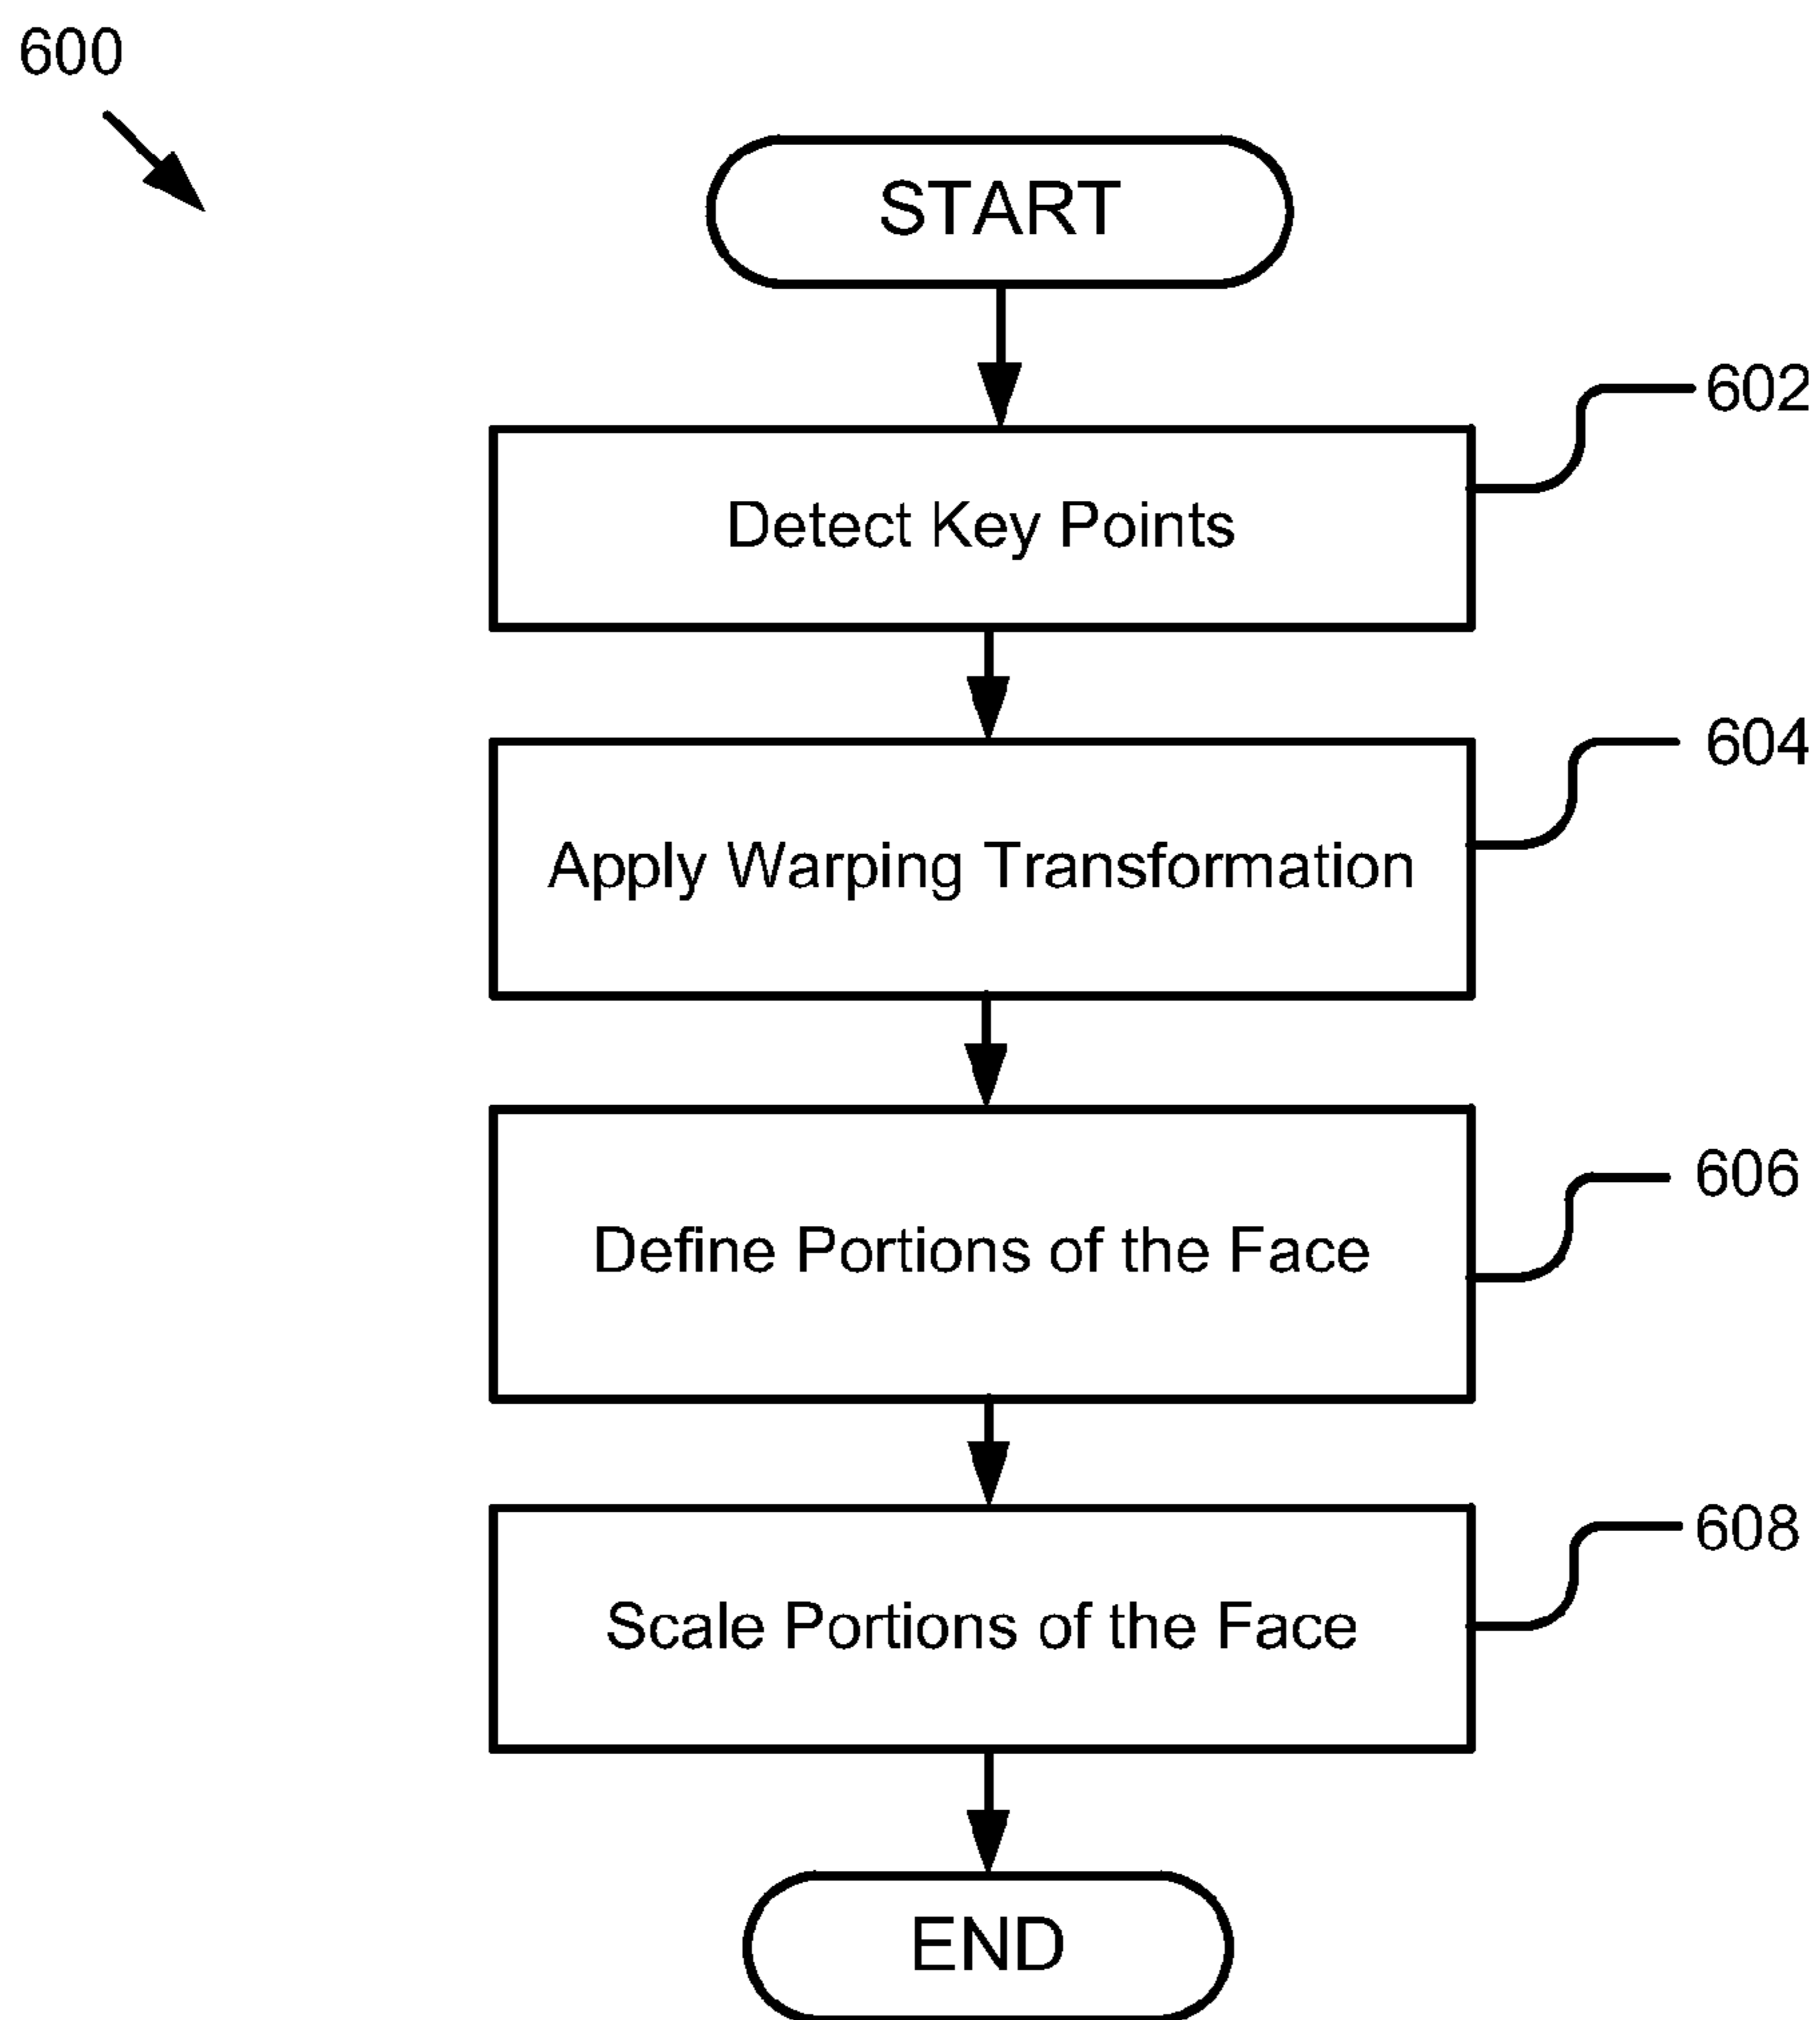 600
START
602
Detect Key Points
604
Apply Warping Transformation
606
Define Portions of the Face
608
Scale Portions of the Face
END